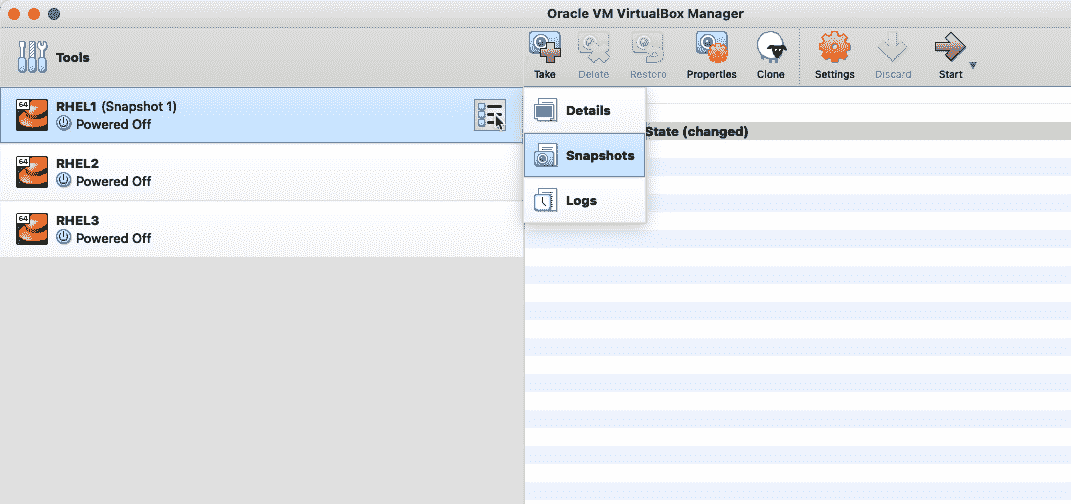 Oracle VM VirtualBox Manager
Tools
Take Delete Restore Properties Clone Settings Discard Start
64
RHEL1 (Snapshot 1)
Powered Off
64
RHEL2
Powered Off
64
RHEL3
Powered Off
Details
State (changed)
Snapshots
Logs